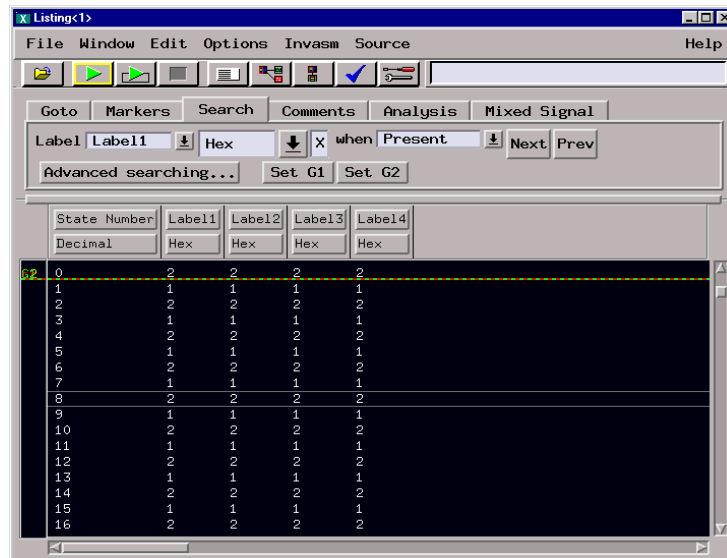 Listing<1>
File Window Edit Options Invasm Source Help
Goto Markers Search Comments Analysis Mixed Signal
Label Label1 Hex X when Present Next Prev
Advanced searching... Set G1 Set G2
State Number Label1 Label2 Label3 Label4
Decimal Hex Hex Hex Hex
0 2 2 2 2
1 1 1 1 1
2 2 2 2 2
3 1 1 1 1
4 2 2 2 2
5 1 1 1 1
6 2 2 2 2
7 1 1 1 1
8 2 2 2 2
9 1 1 1 1
10 2 2 2 2
11 1 1 1 1
12 2 2 2 2
13 1 1 1 1
14 2 2 2 2
15 1 1 1 1
16 2 2 2 2